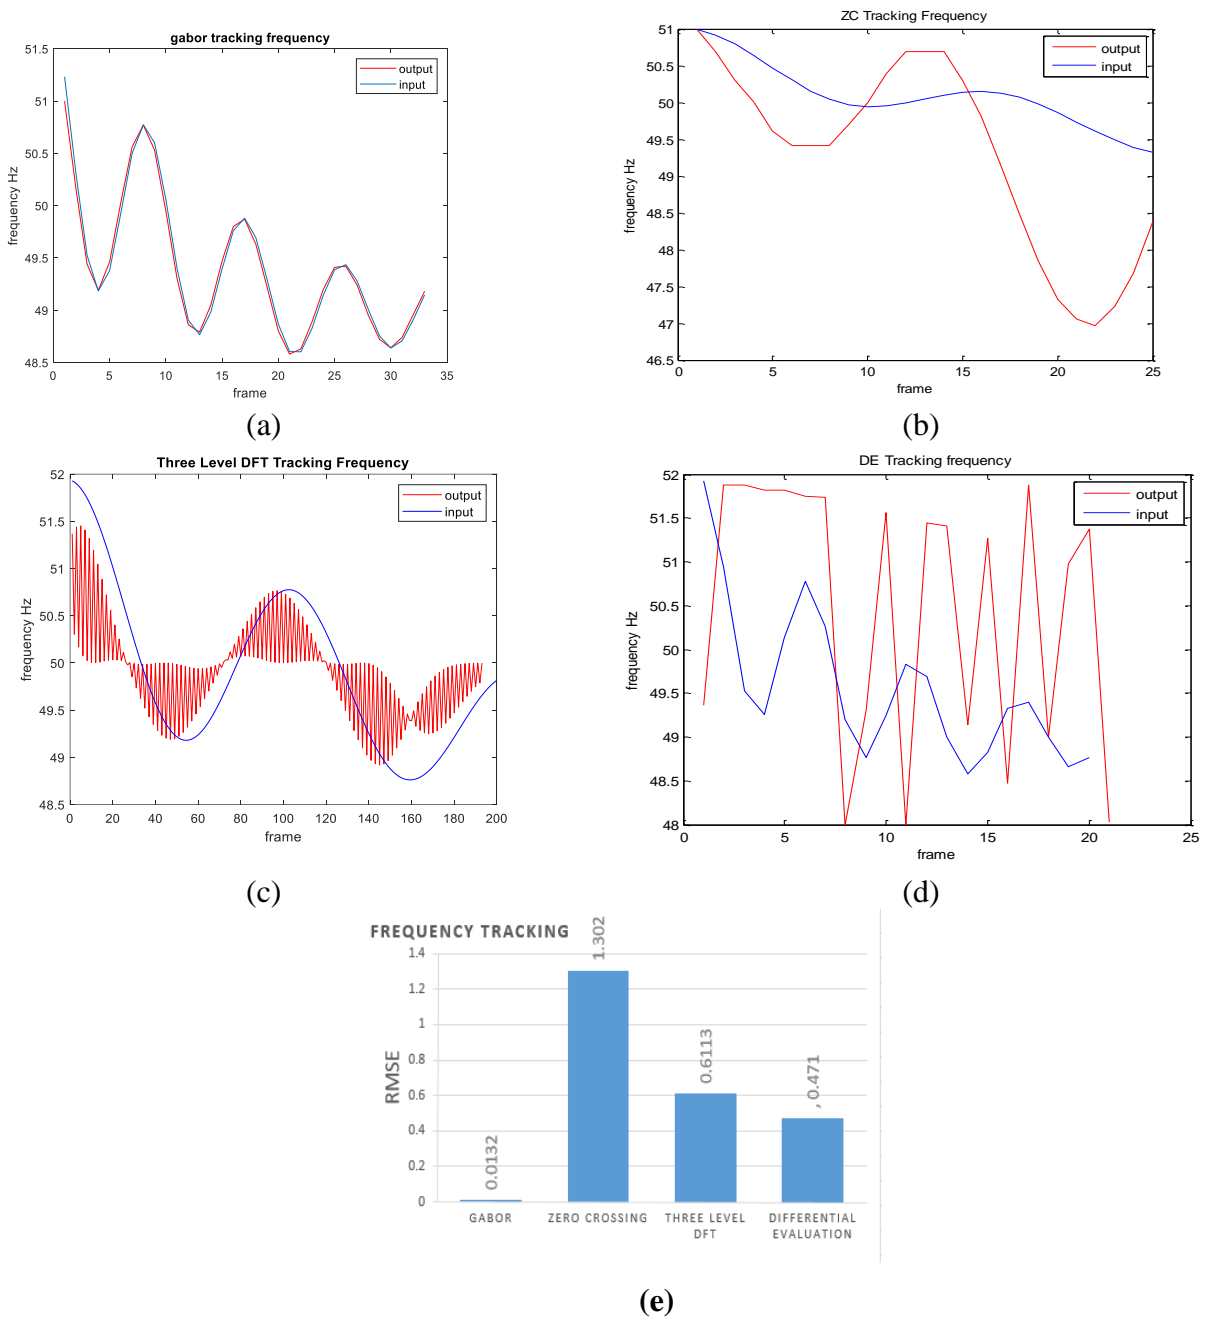 gabor tracking frequency
51.5
51
50.5
50
49.5
49
48.5
0 5 10 15 20 25 30 35
frequency Hz
frame
output
input
(a)
ZC Tracking Frequency
51
50.5
50
49.5
49
48.5
48
47.5
47
46.5
0 5 10 15 20 25
frequency Hz
frame
output
input
(b)
Three Level DFT Tracking Frequency
52
51.5
51
50.5
50
49.5
49
48.5
0 20 40 60 80 100 120 140 160 180 200
frequency Hz
frame
output
input
(c)
DE Tracking frequency
52
51.5
51
50.5
50
49.5
49
48.5
48
0 5 10 15 20 25
frequency Hz
frame
output
input
(d)
FREQUENCY TRACKING
1.4
1.2
1
0.8
0.6
0.4
0.2
0
RMSE
0.0132
1.302
0.6113
, 0.471
GABOR
ZERO CROSSING
THREE LEVEL
DFT
DIFFERENTIAL
EVALUATION
(e)